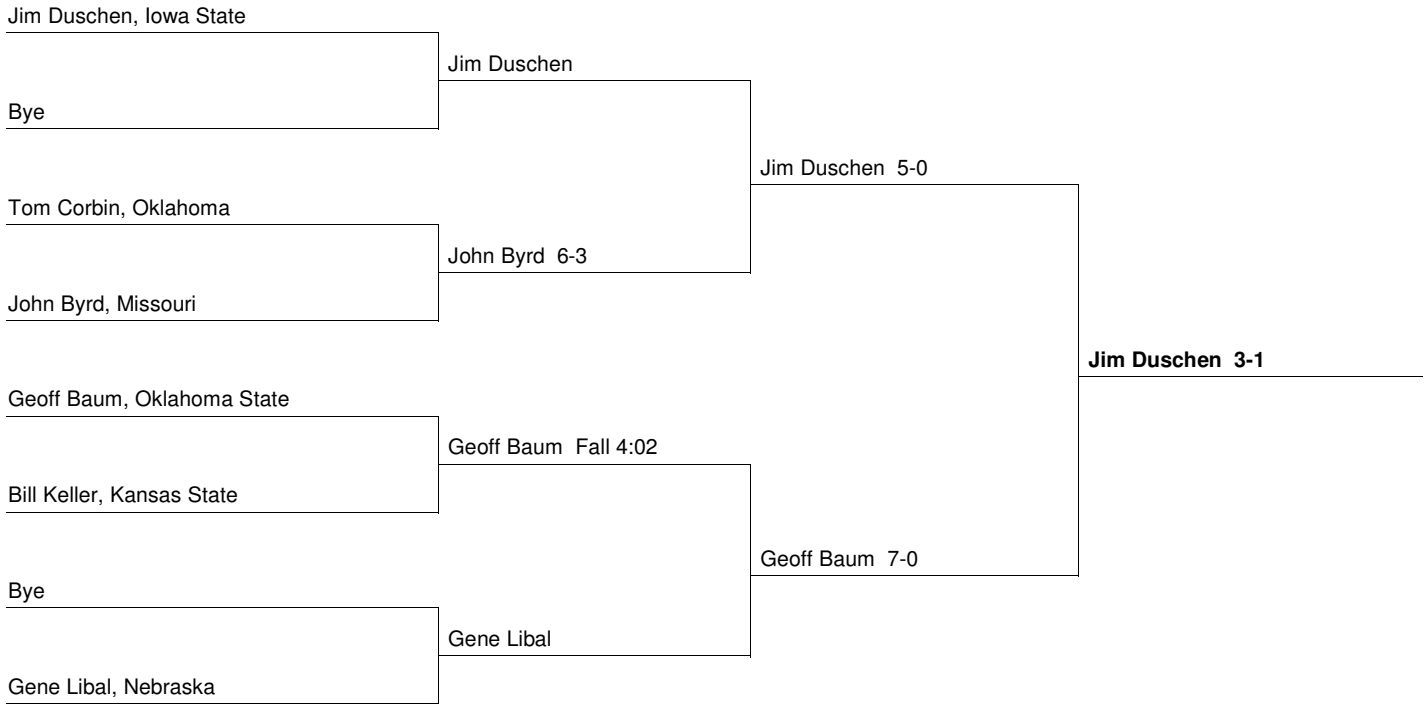 Jim Duschen, Iowa State
Jim Duschen
Bye
Jim Duschen 5-0
Tom Corbin, Oklahoma
John Byrd 6-3
John Byrd, Missouri
Jim Duschen 3-1
Geoff Baum, Oklahoma State
Geoff Baum Fall 4:02
Bill Keller, Kansas State
Geoff Baum 7-0
Bye
Gene Libal
Gene Libal, Nebraska